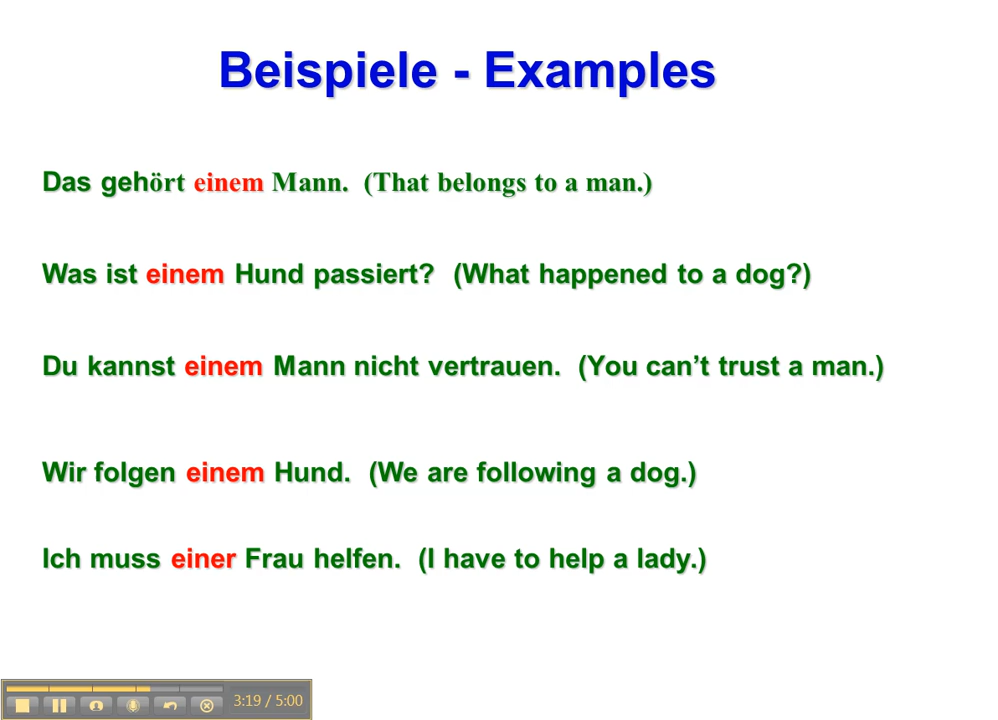 Beispiele - Examples
Das gehört einem Mann. (That belongs to a man.)
Was ist einem Hund passiert? (What happened to a dog?)
Du kannst einem Mann nicht vertrauen. (You can’t trust a man.)
Wir folgen einem Hund. (We are following a dog.)
Ich muss einer Frau helfen. (I have to help a lady.)
3:19 / 5:00